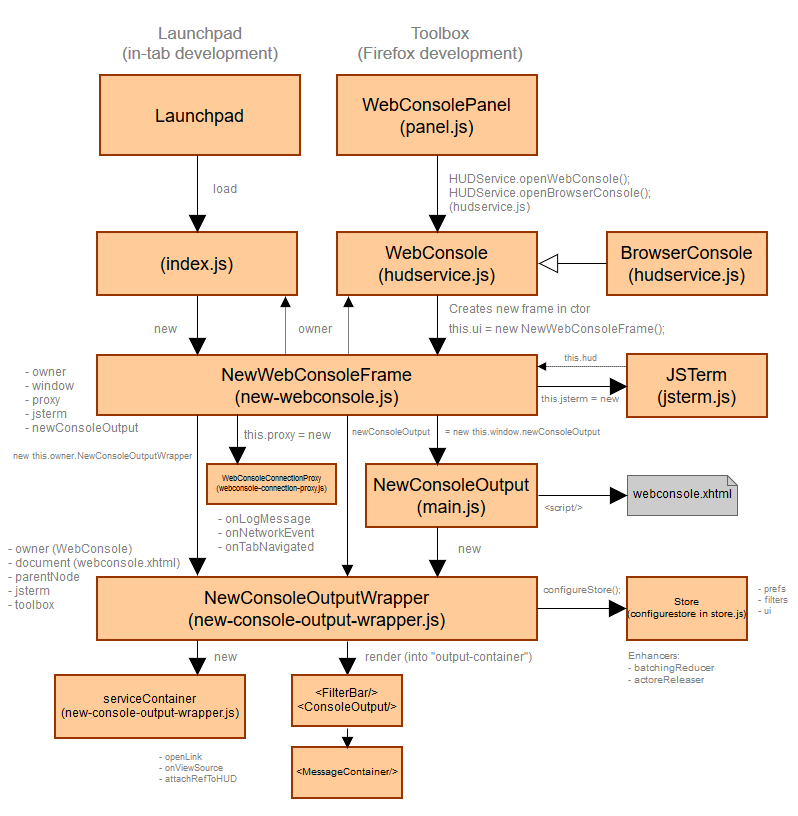 Launchpad
(in-tab development)
Toolbox
(Firefox development)
Launchpad
WebConsolePanel
(panel.js)
load
HUDService.openWebConsole();
HUDService.openBrowserConsole();
(hudservice.js)
(index.js)
WebConsole
(hudservice.js)
BrowserConsole
(hudservice.js)
new
owner
Creates new frame in ctor
this.ui = new NewWebConsoleFrame();
- owner
- window
- proxy
- jsterm
- newConsoleOutput
NewWebConsoleFrame
(new-webconsole.js)
this.hud
this.jsterm = new
JSTerm
(jsterm.js)
new this.owner.NewConsoleOutputWrapper
this.proxy = new
newConsoleOutput
= new this.window.newConsoleOutput
WebConsoleConnectionProxy
(webconsole-connection-proxy.js)
- onLogMessage
- onNetworkEvent
- onTabNavigated
NewConsoleOutput
(main.js)
<script/>
webconsole.xhtml
new
- owner (WebConsole)
- document (webconsole.xhtml)
- parentNode
- jsterm
- toolbox
NewConsoleOutputWrapper
(new-console-output-wrapper.js)
configureStore();
Store
(configurestore in store.js)
- prefs
- filters
- ui
Enhancers:
- batchingReducer
- actoreReleaser
new
render (into "output-container")
serviceContainer
(new-console-output-wrapper.js)
- openLink
- onViewSource
- attachRefToHUD
<FilterBar/>
<ConsoleOutput/>
<MessageContainer/>